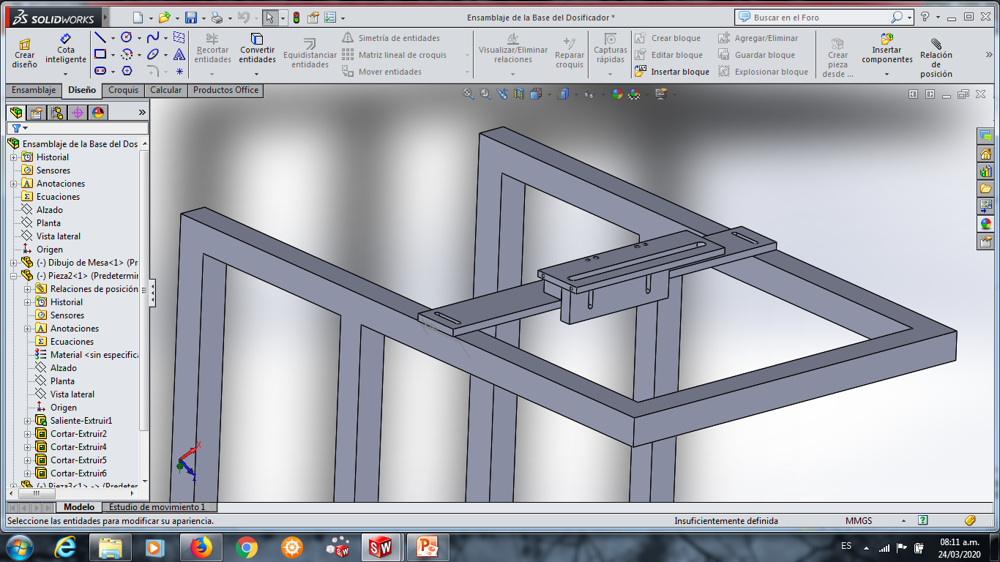 SOLIDWORKS
Ensamblaje de la Base del Dosificador *
Buscar en el Foro
Crear diseño
Cota inteligente
Recortar entidades
Convertir entidades
Equidistanciar entidades
Simetría de entidades
Matriz lineal de croquis
Mover entidades
Visualizar/Eliminar relaciones
Reparar croquis
Capturas rápidas
Crear bloque
Editar bloque
Insertar bloque
Agregar/Eliminar
Guardar bloque
Explosionar bloque
Crear pieza desde ...
Insertar componentes
Relación de posición
Ensamblaje
Diseño
Croquis
Calcular
Productos Office
Ensamblaje de la Base del Dos
Historial
Sensores
Anotaciones
Ecuaciones
Alzado
Planta
Vista lateral
Origen
(-) Dibujo de Mesa<1> (Pr
(-) Pieza2<1> (Predetermin
Relaciones de posición
Historial
Sensores
Anotaciones
Ecuaciones
Material <sin especifica
Alzado
Planta
Vista lateral
Origen
Saliente-Extruir1
Cortar-Extruir2
Cortar-Extruir4
Cortar-Extruir5
Cortar-Extruir6
(-) Pieza3<1> -> (Predeter
X
Modelo
Estudio de movimiento 1
Seleccione las entidades para modificar su apariencia.
Insuficientemente definida
MMGS
ES
08:11 a.m.
24/03/2020